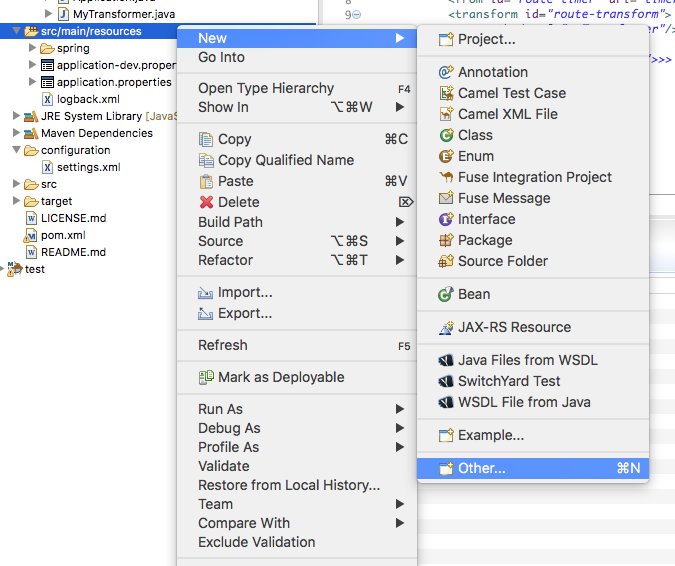 MyTransformer.java
src/main/resources
spring
application-dev.proper
application.properties
logback.xml
JRE System Library [JavaS
Maven Dependencies
configuration
settings.xml
src
target
LICENSE.md
pom.xml
README.md
test
New
Go Into
Open Type Hierarchy F4
Show In ⌥⌘W
Copy ⌘C
Copy Qualified Name
Paste ⌘V
Delete ⌦
Build Path
Source ⌥⌘S
Refactor ⌥⌘T
Import...
Export...
Refresh F5
Mark as Deployable
Run As
Debug As
Profile As
Validate
Restore from Local History...
Team
Compare With
Exclude Validation
8
9 <transform id="route-transform">
Project...
Annotation
Camel Test Case
Camel XML File
Class
Enum
Fuse Integration Project
Fuse Message
Interface
Package
Source Folder
Bean
JAX-RS Resource
Java Files from WSDL
SwitchYard Test
WSDL File from Java
Example...
Other... ⌘N
>>>